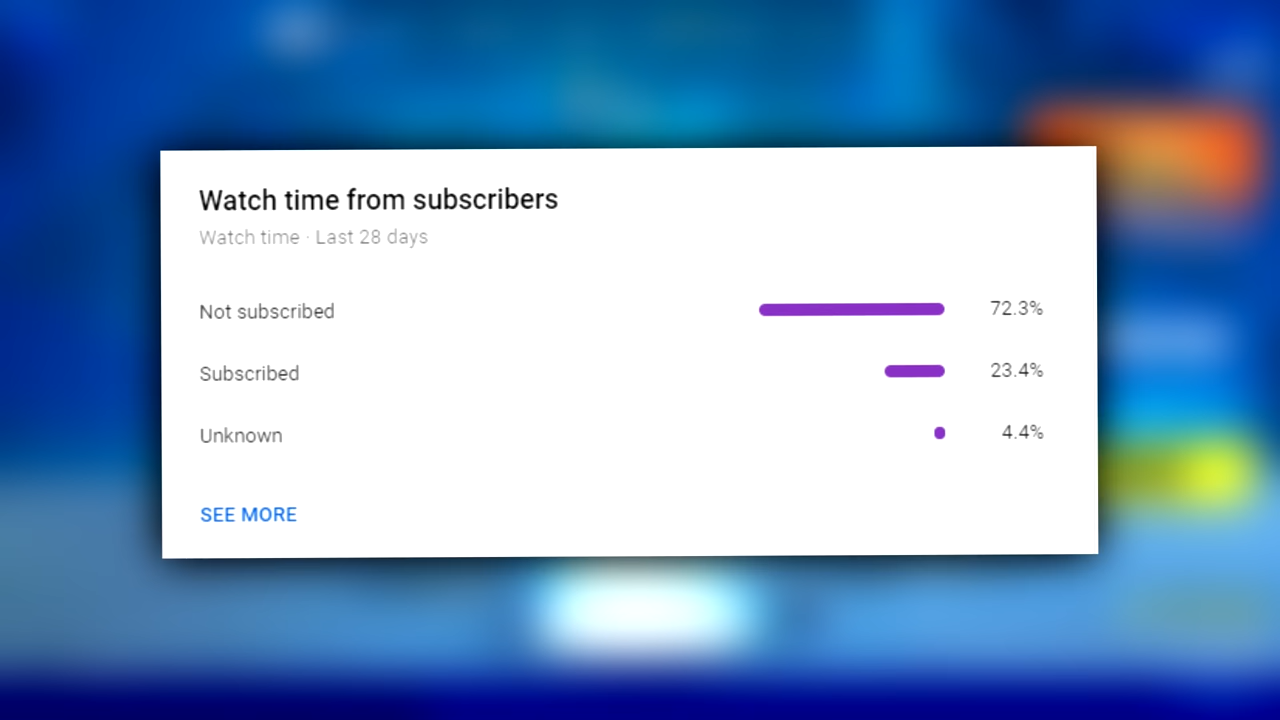 Watch time from subscribers
Watch time · Last 28 days
Not subscribed 72.3%
Subscribed 23.4%
Unknown 4.4%
SEE MORE